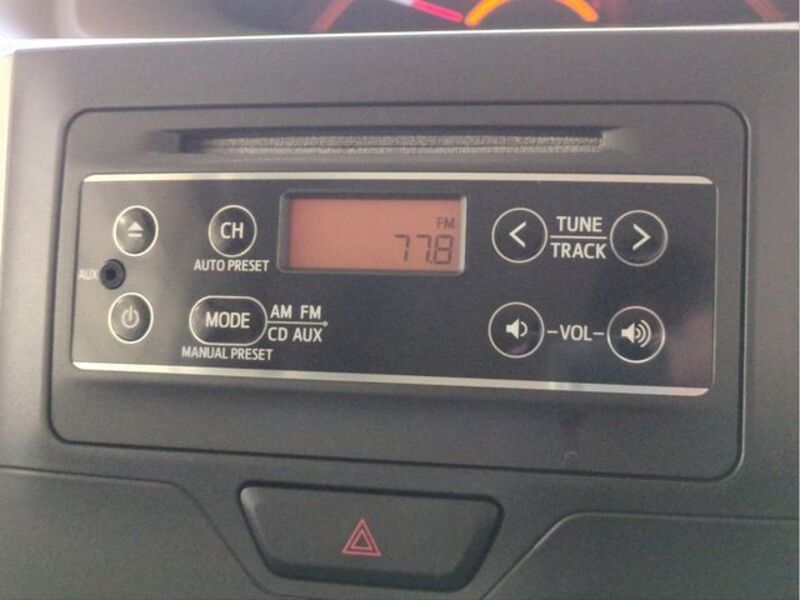 FM
77.8
CH
AUTO PRESET
TUNE
TRACK
AUX
MODE
AM FM
CD AUX
MANUAL PRESET
-VOL-